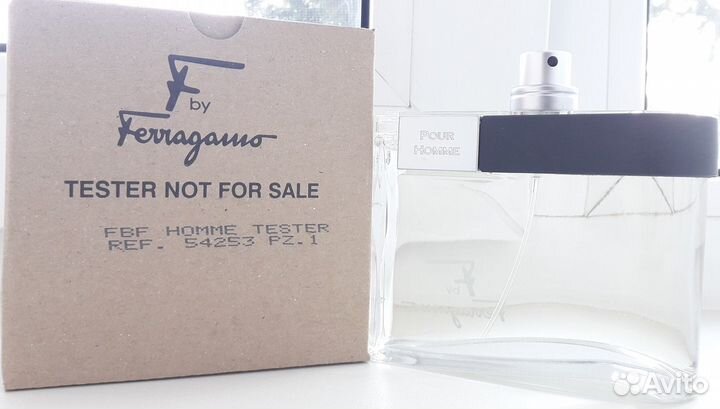 F by
Ferragamo
TESTER NOT FOR SALE
FBF HOMME TESTER
REF. 54253 PZ.1
POUR
HOMME
F by
Ferragamo
Avito